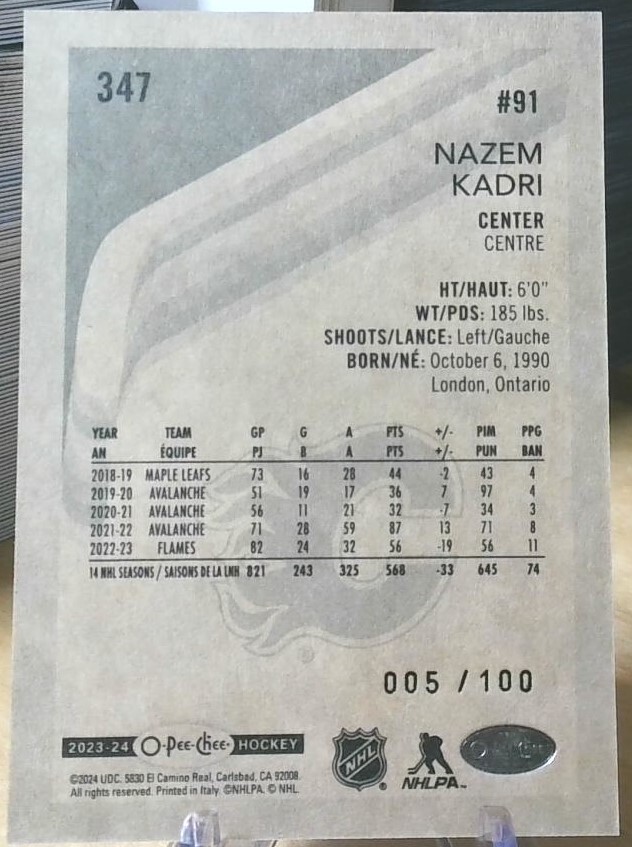 347
#91
NAZEM
KADRI
CENTER
CENTRE
HT/HAUT: 6'0"
WT/PDS: 185 lbs.
SHOOTS/LANCE: Left/Gauche
BORN/NÉ: October 6, 1990
London, Ontario
YEAR TEAM GP G A PTS +/- PIM PPG
AN ÉQUIPE PJ B A PTS +/- PUN BAN
2018-19 MAPLE LEAFS 73 16 28 44 -2 43 4
2019-20 AVALANCHE 51 19 17 36 7 97 4
2020-21 AVALANCHE 56 11 21 32 -7 34 3
2021-22 AVALANCHE 71 28 59 87 13 71 8
2022-23 FLAMES 82 24 32 56 -19 56 11
14 NHL SEASONS / SAISONS DE LA LNH 821 243 325 568 -33 645 74
005 / 100
2023-24 O-Pee-Chee HOCKEY
©2024 UDC. 5830 El Camino Real, Carlsbad, CA 92008.
All rights reserved. Printed in Italy. ©NHLPA. © NHL
NHL ®
NHLPA™
O-Pee-Chee